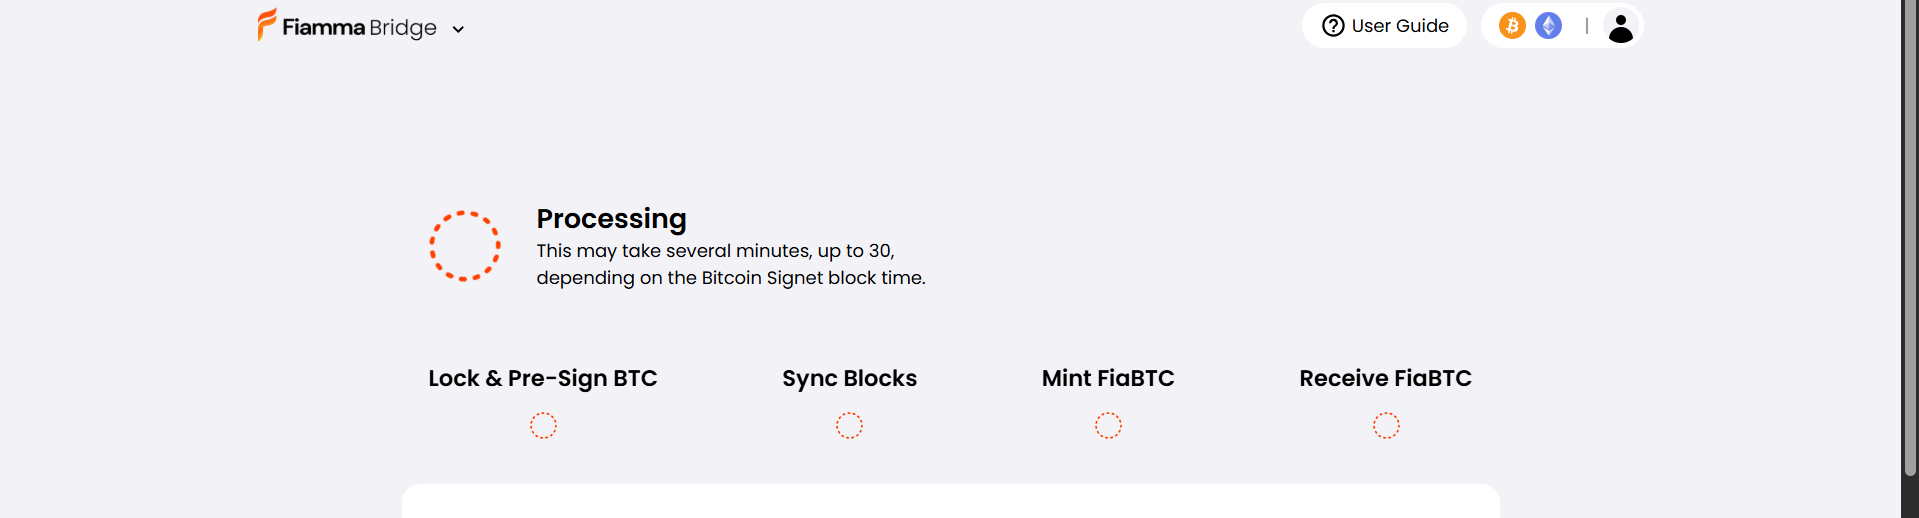 Fiamma Bridge
User Guide
Processing
This may take several minutes, up to 30,
depending on the Bitcoin Signet block time.
Lock & Pre-Sign BTC
Sync Blocks
Mint FiaBTC
Receive FiaBTC